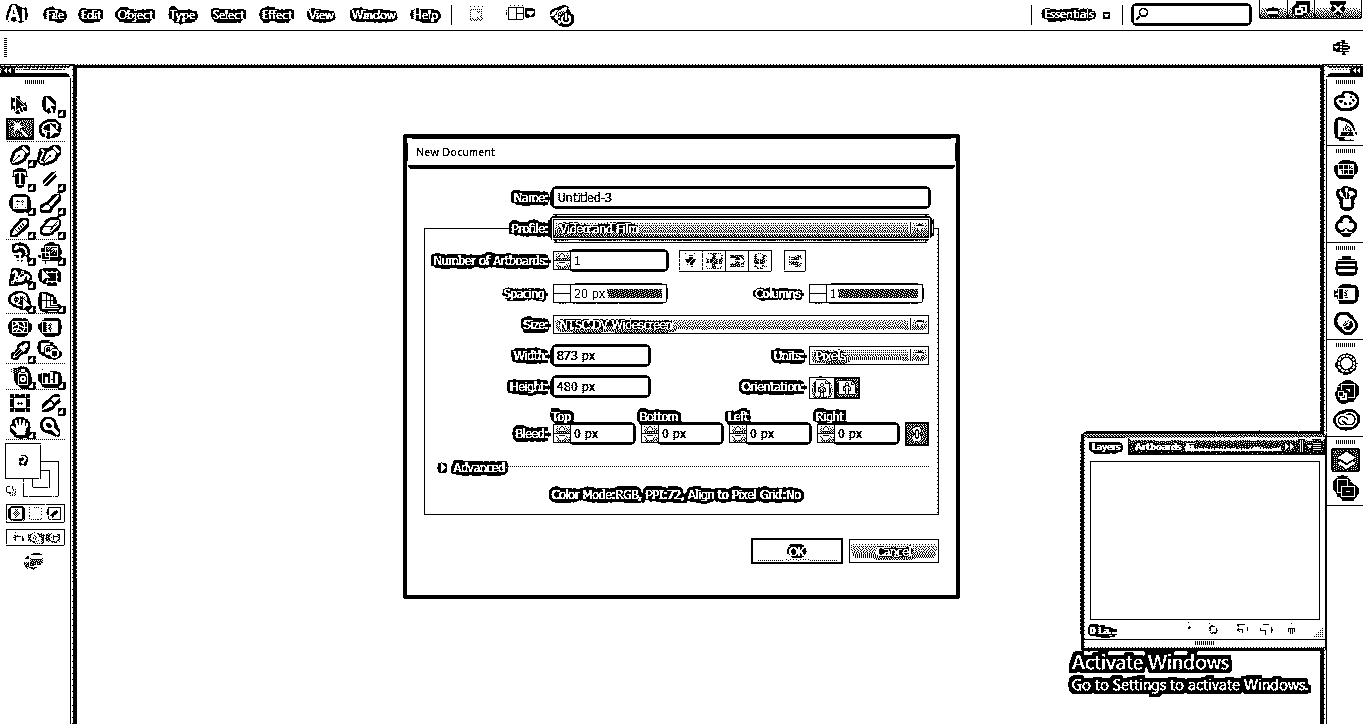 Ai File Edit Object Type Select Effect View Window Help Essentials
New Document
Name: Untitled-3
Profile: Video and Film
Number of Artboards: 1
Spacing: 20 px Columns: 1
Size: NTSC DV Widescreen
Width: 873 px Units: Pixels
Height: 480 px Orientation:
Top Bottom Left Right
Bleed: 0 px 0 px 0 px 0 px
Advanced
Color Mode:RGB, PPI:72, Align to Pixel Grid:No
OK Cancel
Layers Artboards
0 La...
Activate Windows
Go to Settings to activate Windows.